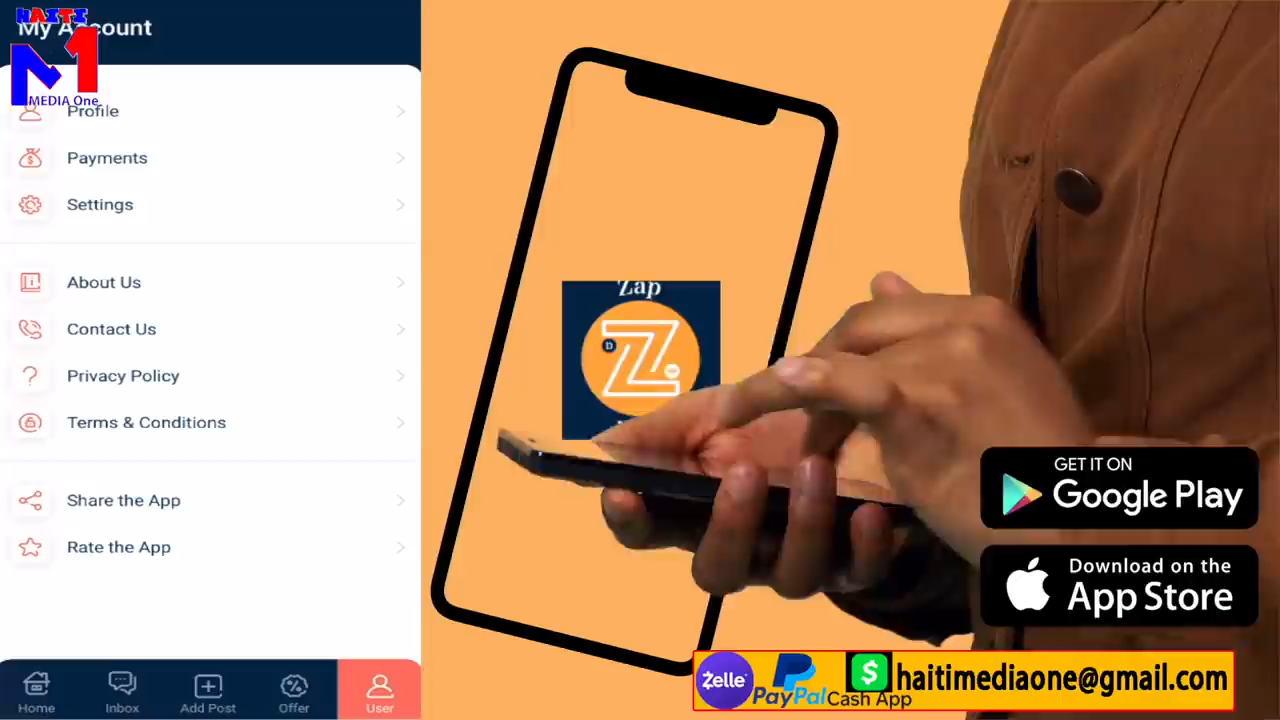 HAITI
My Account
M1
MEDIA One
Profile
Payments
Settings
About Us
Contact Us
Privacy Policy
Terms & Conditions
Share the App
Rate the App
Home
Inbox
Add Post
Offer
User
Zap
D
Z
GET IT ON
Google Play
Download on the
App Store
Zelle
PayPal
$
Cash App
haitimediaone@gmail.com